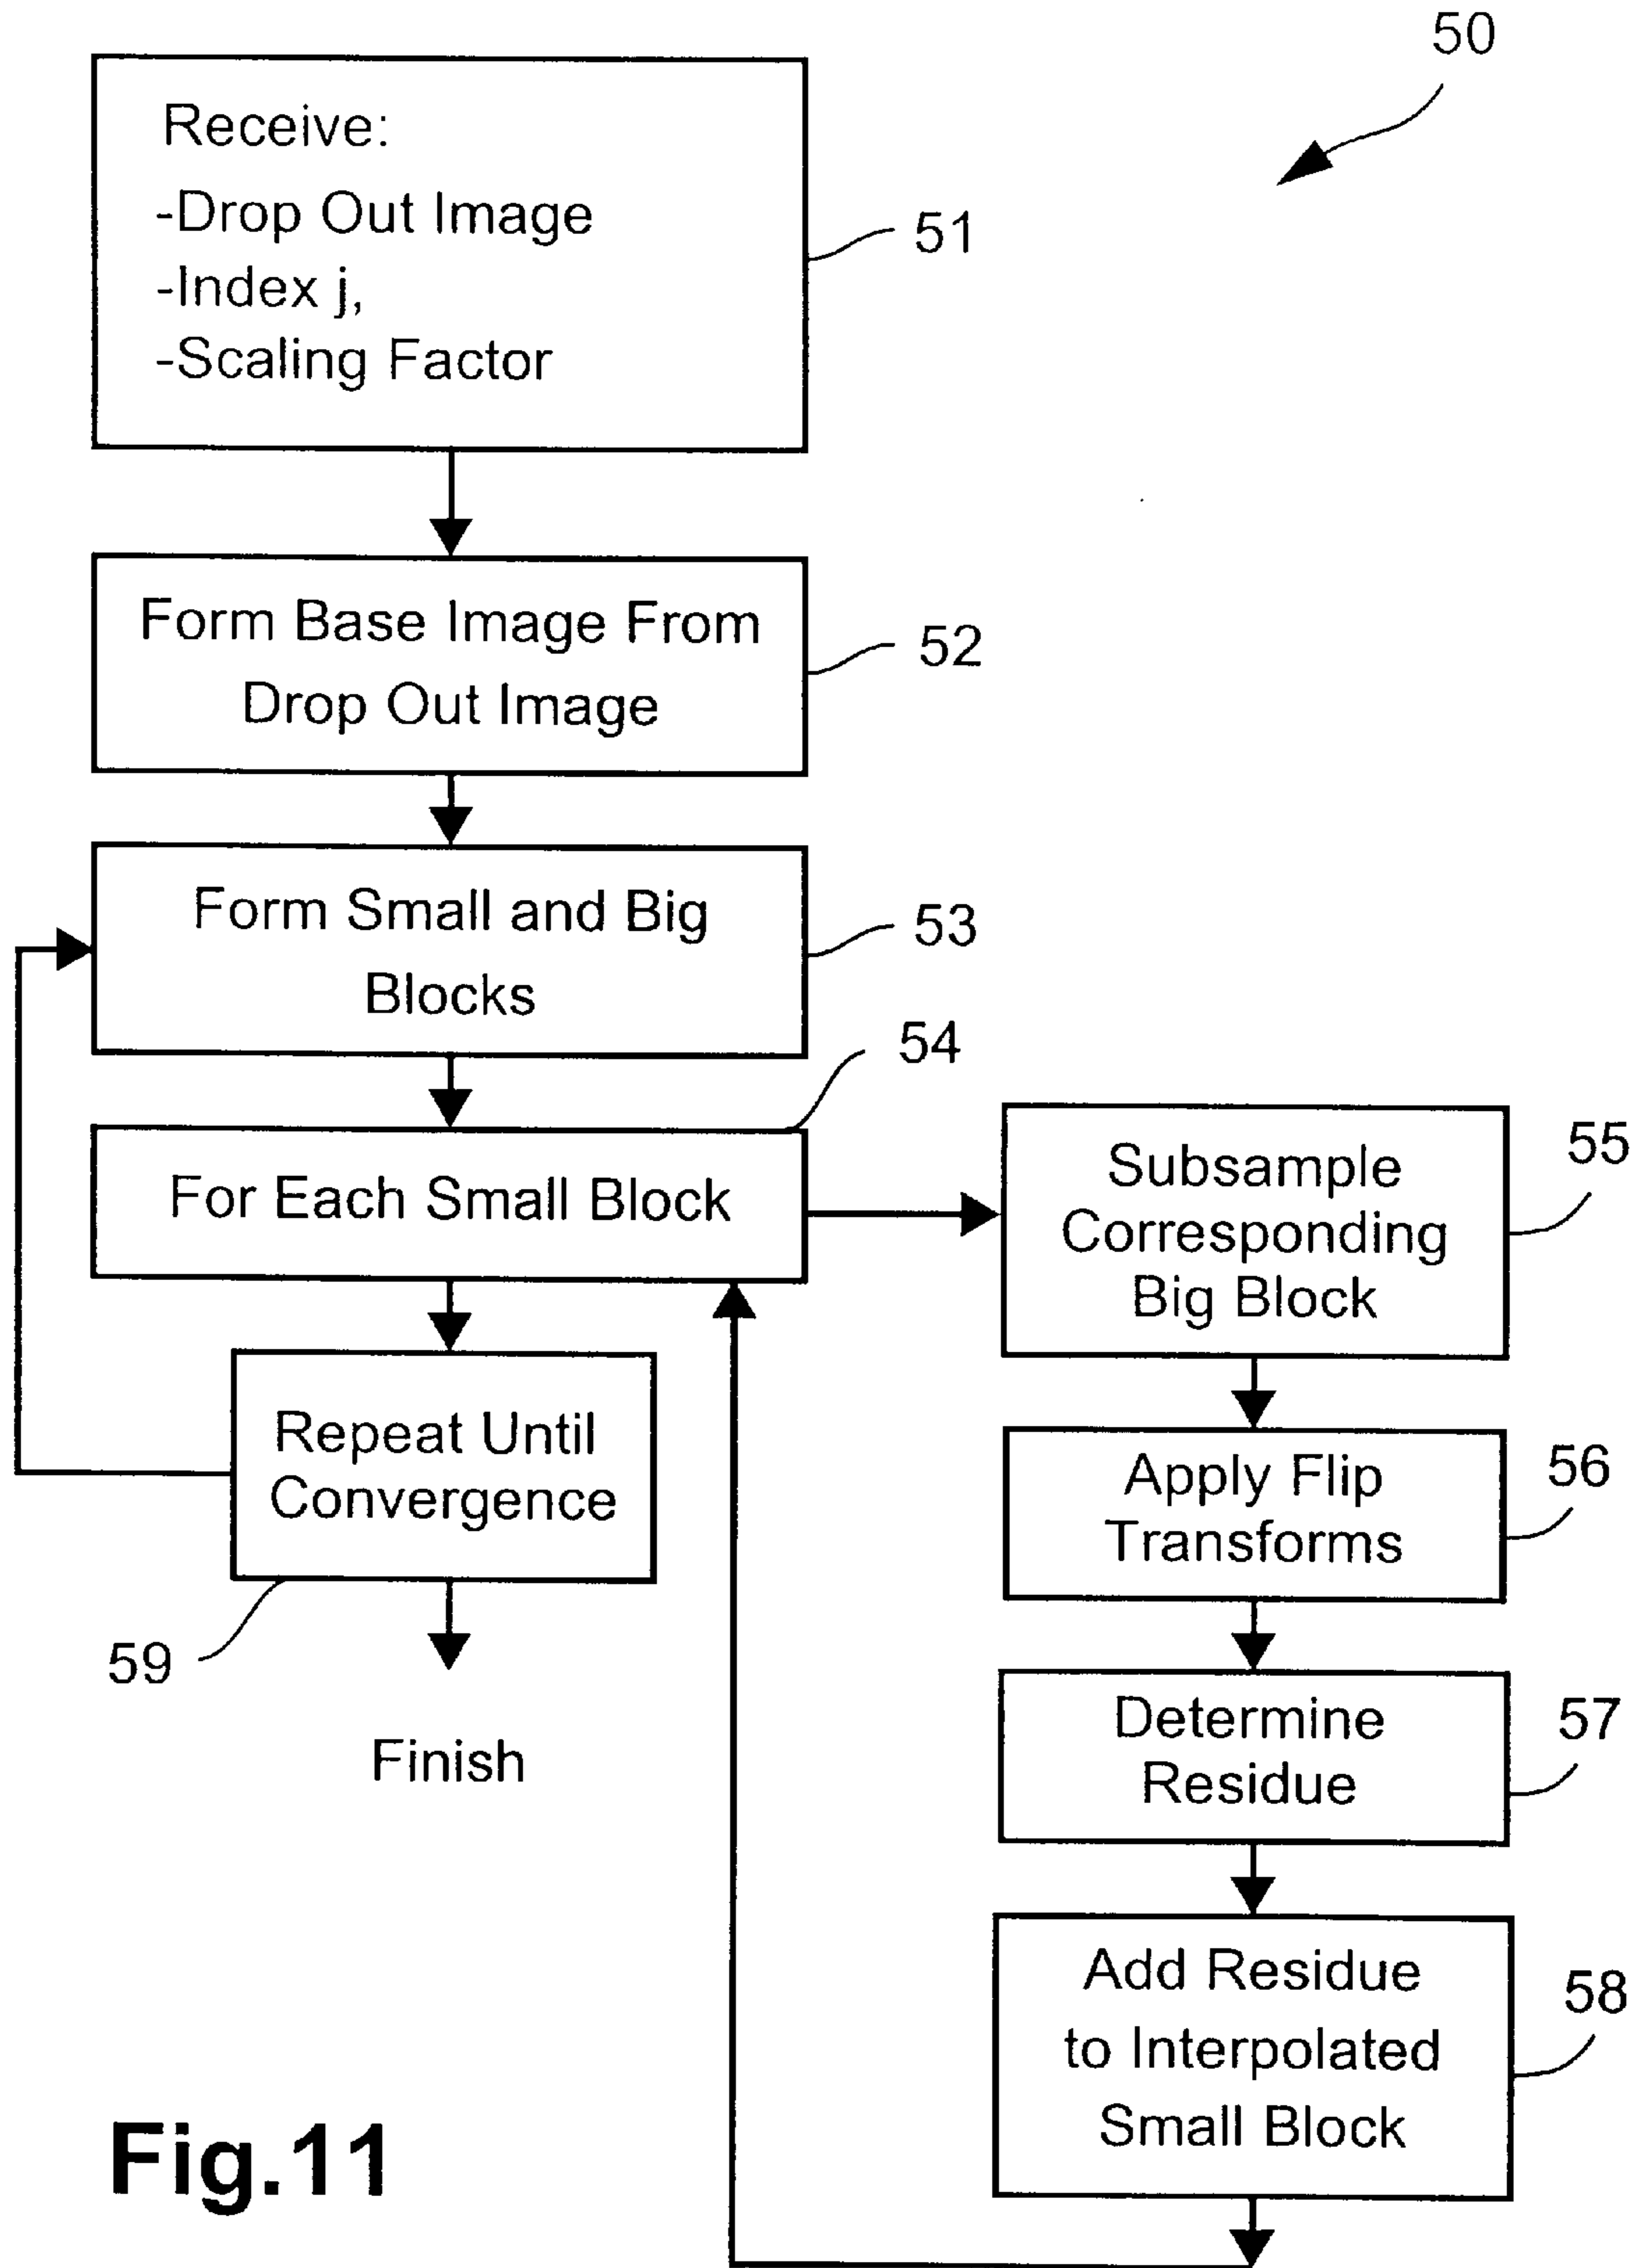 50
Receive:
-Drop Out Image
-Index j,
-Scaling Factor
51
Form Base Image From
Drop Out Image
52
Form Small and Big
Blocks
53
54
For Each Small Block
Subsample
Corresponding
Big Block
55
Repeat Until
Convergence
59
Finish
Apply Flip
Transforms
56
Determine
Residue
57
Add Residue
to Interpolated
Small Block
58
Fig.11